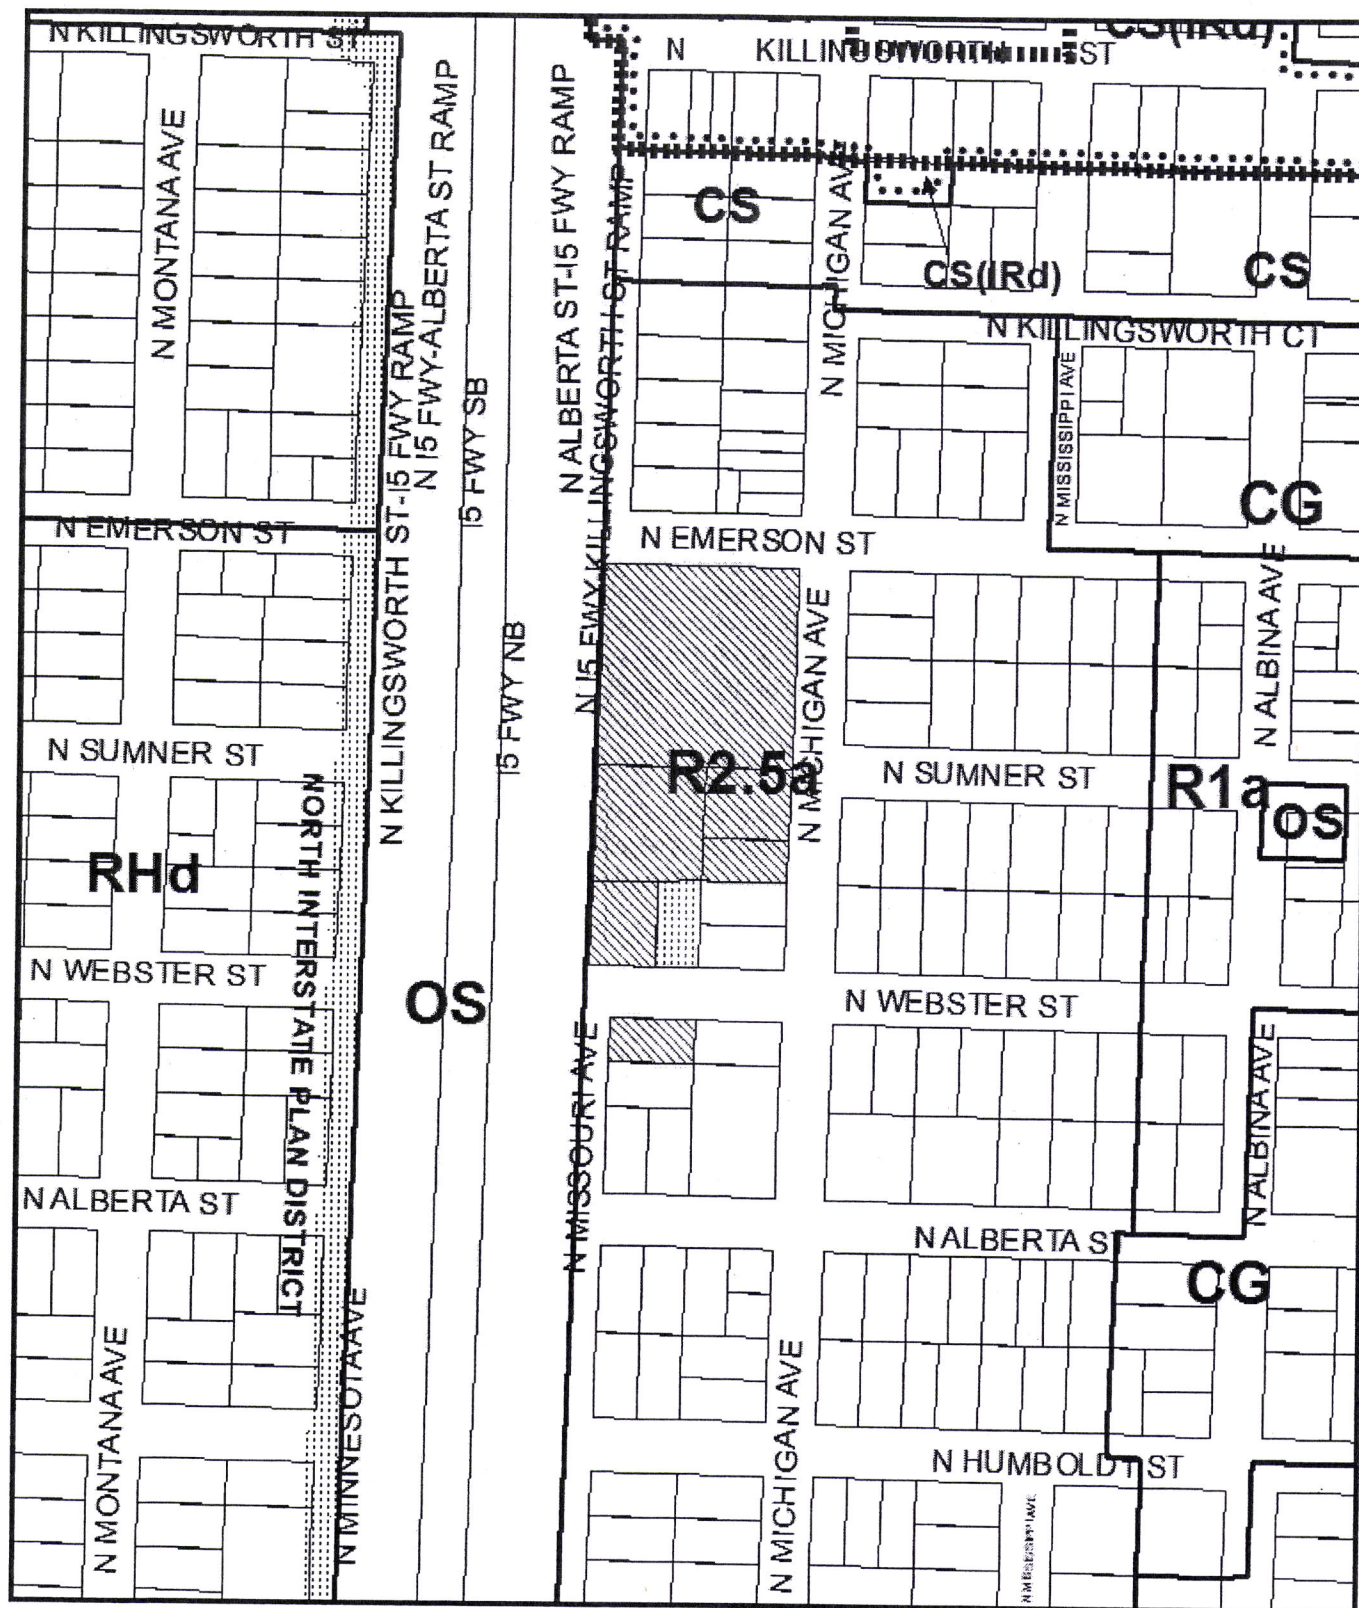 N KILLINGSWORTH ST
N KILLINGSWORTH ST
CS(IRd)
N MONTANA AVE
N I5 FWY-ALBERTA ST RAMP
N ALBERTA ST-I5 FWY RAMP
N I5 FWY-KILLINGSWORTH ST RAMP
N KILLINGSWORTH ST-I5 FWY RAMP
I5 FWY SB
I5 FWY NB
CS
N MICHIGAN AVE
CS(IRd)
CS
N KILLINGSWORTH CT
N MISSISSIPPI AVE
CG
N EMERSON ST
N EMERSON ST
N MICHIGAN AVE
N ALBINA AVE
N SUMNER ST
R2.5a
N SUMNER ST
R1a
OS
RHd
NORTH INTERSTATE PLAN DISTRICT
N WEBSTER ST
OS
N WEBSTER ST
N MISSOURI AVE
N ALBINA AVE
N ALBERTA ST
N ALBERTA ST
CG
N MONTANA AVE
N MINNESOTA AVE
N MICHIGAN AVE
N HUMBOLDT ST
N MISSISSIPPI AVE